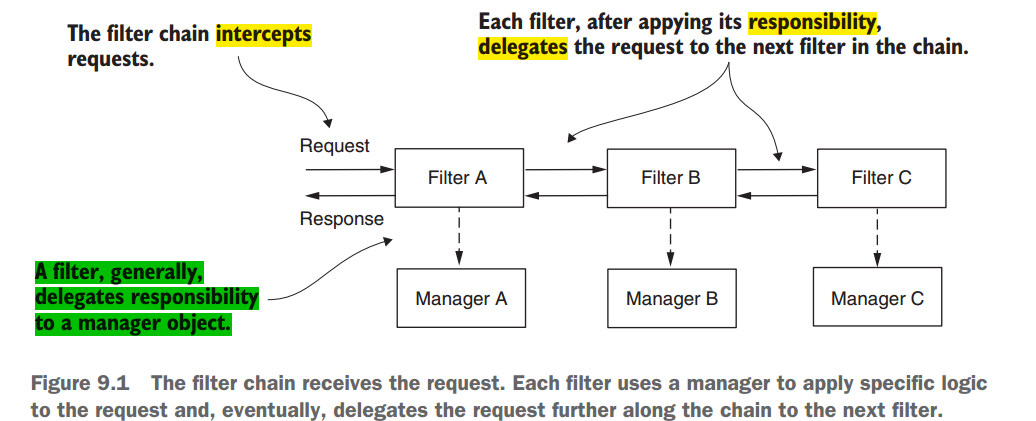 The filter chain intercepts
requests.
Each filter, after appying its responsibility,
delegates the request to the next filter in the chain.
Request
Filter A
Filter B
Filter C
Response
A filter, generally,
delegates responsibility
to a manager object.
Manager A
Manager B
Manager C
Figure 9.1 The filter chain receives the request. Each filter uses a manager to apply specific logic
to the request and, eventually, delegates the request further along the chain to the next filter.